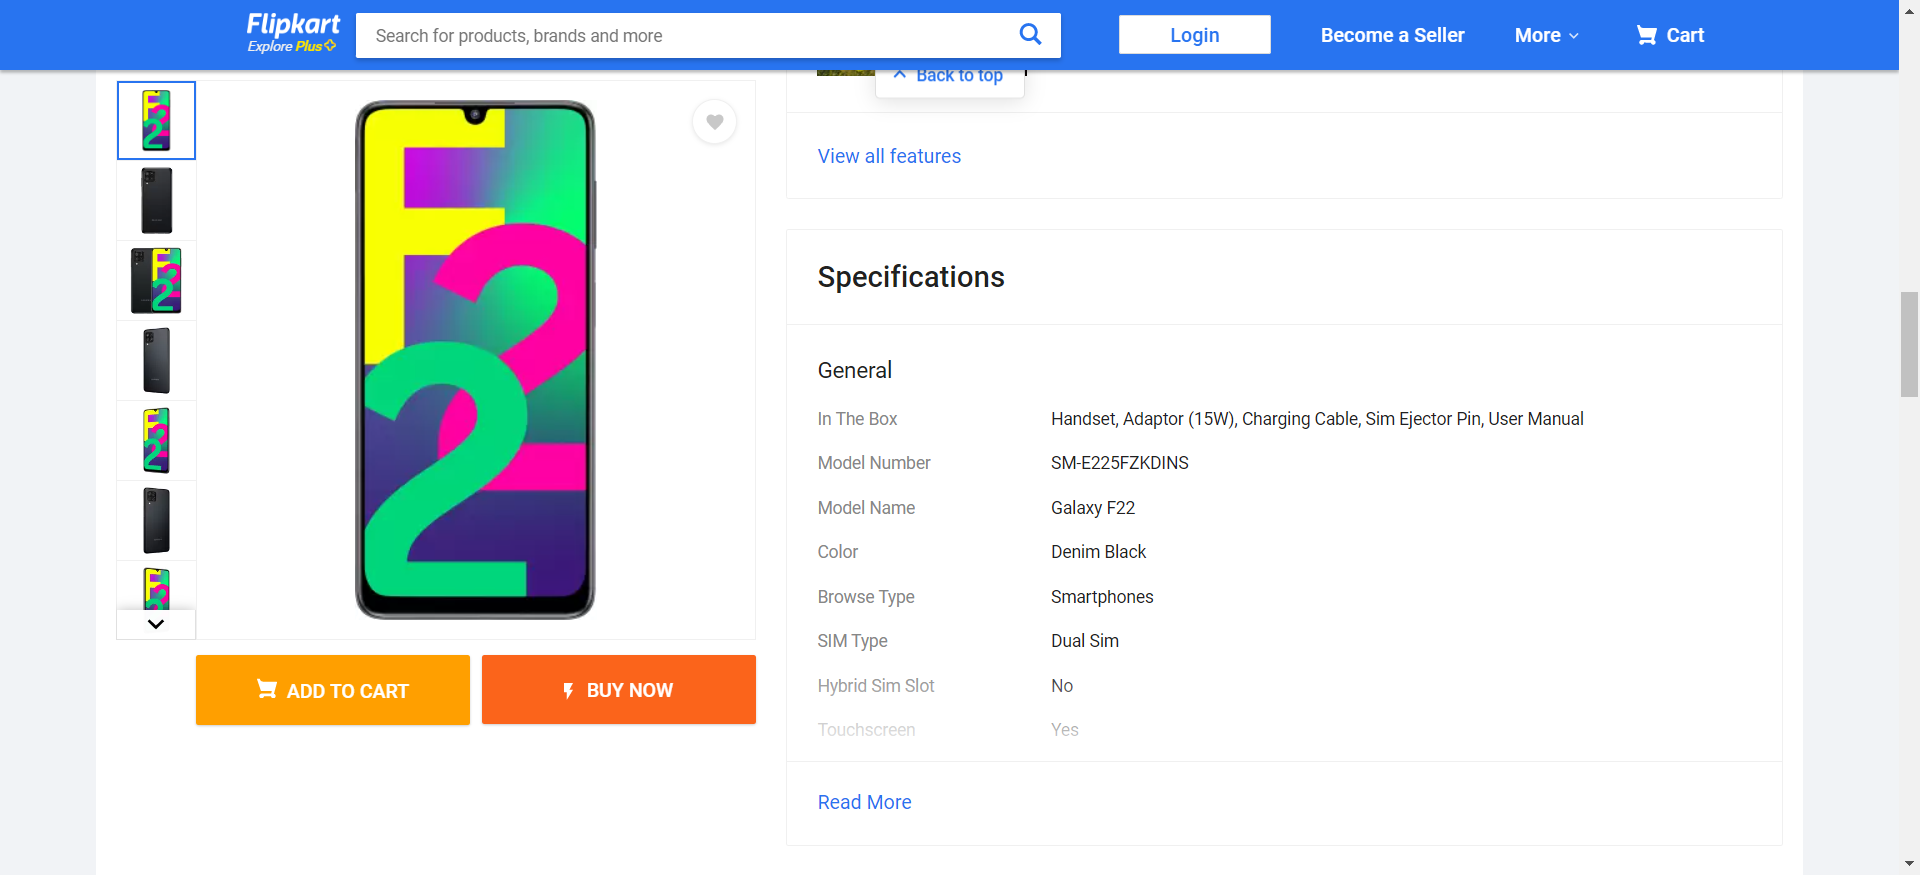 Flipkart
Explore Plus
Search for products, brands and more
Login
Become a Seller
More
Cart
Back to top
View all features
F22
ADD TO CART
BUY NOW
Specifications
General
In The Box Handset, Adaptor (15W), Charging Cable, Sim Ejector Pin, User Manual
Model Number SM-E225FZKDINS
Model Name Galaxy F22
Color Denim Black
Browse Type Smartphones
SIM Type Dual Sim
Hybrid Sim Slot No
Touchscreen Yes
Read More